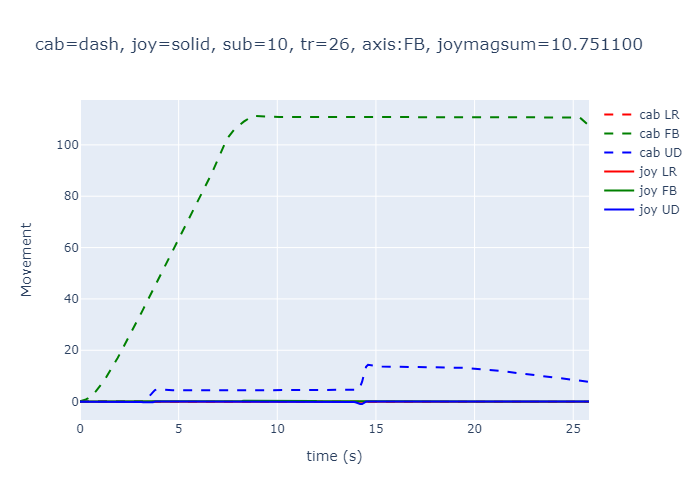 cab=dash, joy=solid, sub=10, tr=26, axis:FB, joymagsum=10.751100
cab LR
cab FB
cab UD
joy LR
joy FB
joy UD
Movement
100
80
60
40
20
0
0 5 10 15 20 25
time (s)